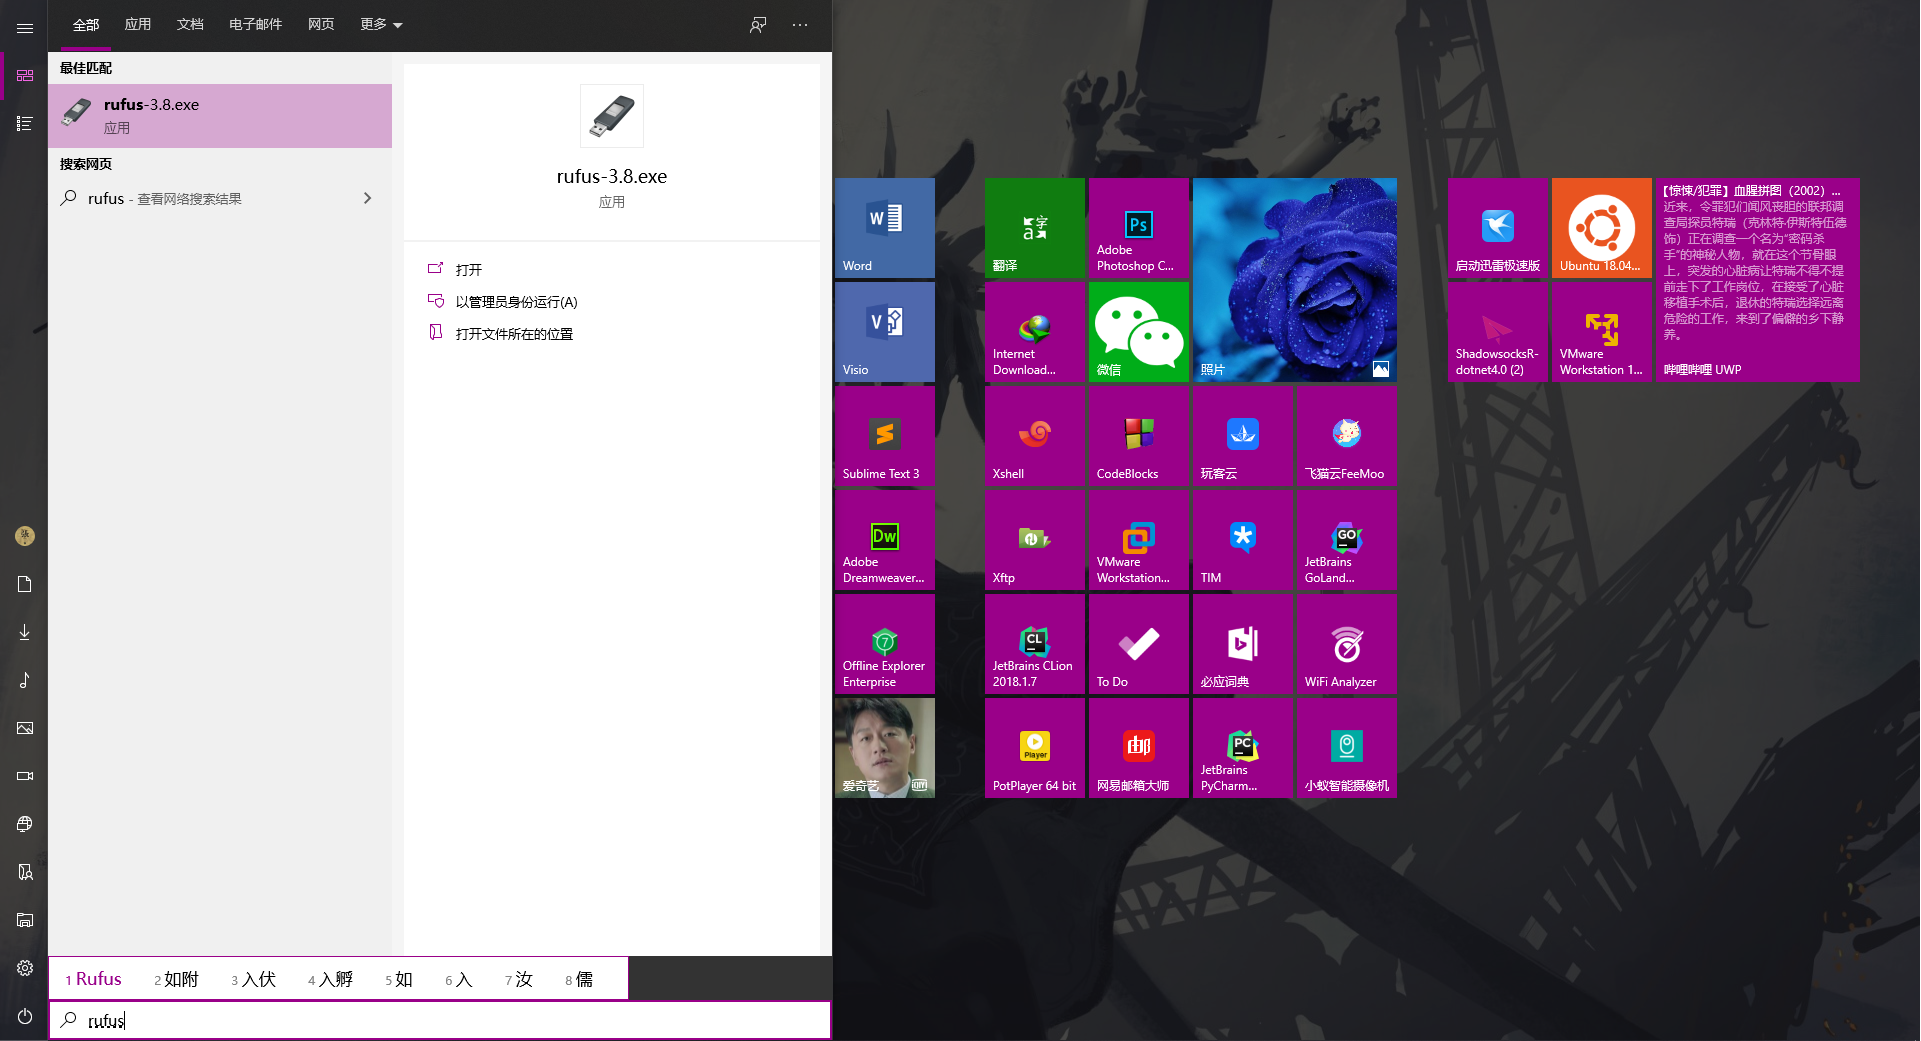 全部
应用
文档
电子邮件
网页
更多
最佳匹配
rufus-3.8.exe
应用
搜索网页
rufus - 查看网络搜索结果
rufus-3.8.exe
应用
打开
以管理员身份运行(A)
打开文件所在的位置
1 Rufus 2 如附 3 入伏 4 入孵 5 如 6 入 7 汝 8 儒
rufus
张
Word
Visio
Sublime Text 3
Dw
Adobe
Dreamweaver...
7
Offline Explorer
Enterprise
爱奇艺
字
a
翻译
Ps
Adobe
Photoshop C...
Internet
Download...
微信
照片
Xshell
CodeBlocks
玩客云
飞猫云FeeMoo
Xftp
VMware
Workstation...
TIM
GO
JetBrains
GoLand...
CL
JetBrains CLion
2018.1.7
To Do
必应词典
WiFi Analyzer
Player
PotPlayer 64 bit
邮
网易邮箱大师
PC
JetBrains
PyCharm...
小蚁智能摄像机
启动迅雷极速版
Ubuntu 18.04...
ShadowsocksR-
dotnet4.0 (2)
VMware
Workstation 1...
【惊悚/犯罪】血腥拼图（2002）...
近来，令罪犯们闻风丧胆的联邦
调查局探员特瑞（克林特·伊斯特伍德
饰）正在调查一个名为“密码杀
手”的神秘人物，就在这个节骨眼
上，突发的心脏病让特瑞不得不提
前走下了工作岗位，在接受了心脏
移植手术后，退休的特瑞选择远离
危险的工作，来到了偏僻的乡下静
养。
哔哩哔哩 UWP